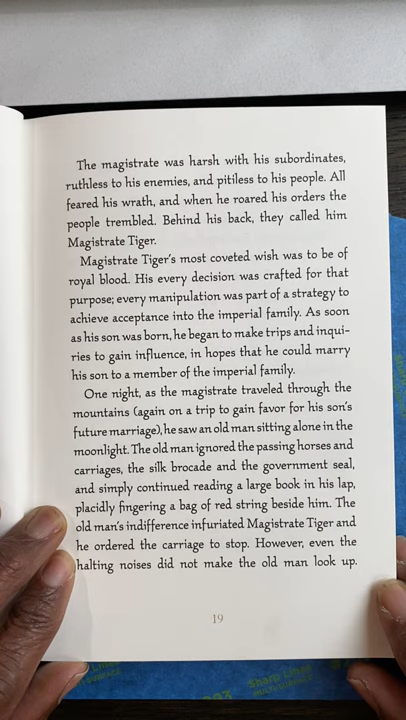 The magistrate was harsh with his subordinates,
ruthless to his enemies, and pitiless to his people. All
feared his wrath, and when he roared his orders the
people trembled. Behind his back, they called him
Magistrate Tiger.
Magistrate Tiger's most coveted wish was to be of
royal blood. His every decision was crafted for that
purpose; every manipulation was part of a strategy to
achieve acceptance into the imperial family. As soon
as his son was born, he began to make trips and inqui-
ries to gain influence, in hopes that he could marry
his son to a member of the imperial family.
One night, as the magistrate traveled through the
mountains (again on a trip to gain favor for his son's
future marriage), he saw an old man sitting alone in the
moonlight. The old man ignored the passing horses and
carriages, the silk brocade and the government seal,
and simply continued reading a large book in his lap,
placidly fingering a bag of red string beside him. The
old man's indifference infuriated Magistrate Tiger and
he ordered the carriage to stop. However, even the
halting noises did not make the old man look up.
19
Sharp Lines
MULTI-SURFACE